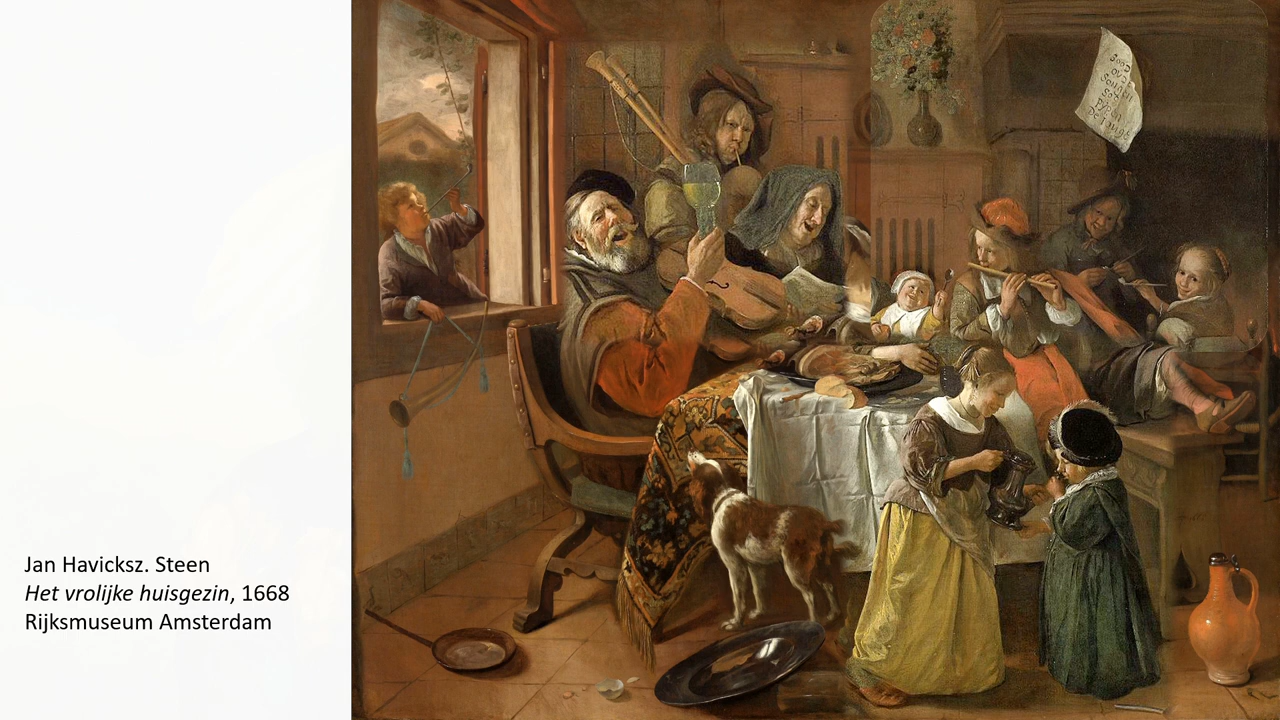 Jan Havicksz. Steen
Het vrolijke huisgezin, 1668
Rijksmuseum Amsterdam